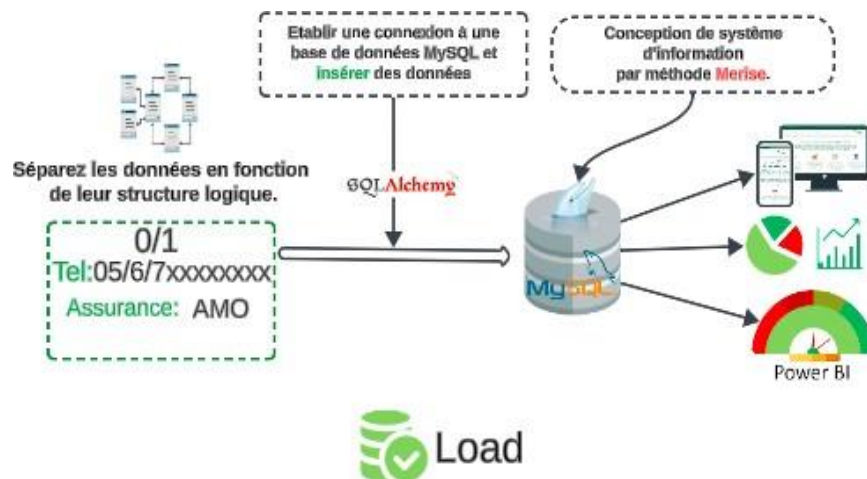 Etablir une connexion à une
base de données MySQL et
insérer des données
Conception de système
d'information
par méthode Merise.
Séparez les données en fonction
de leur structure logique.
SQLAlchemy
0/1
Tel:05/6/7xxxxxxxx
Assurance: AMO
MySQL
Power BI
Load